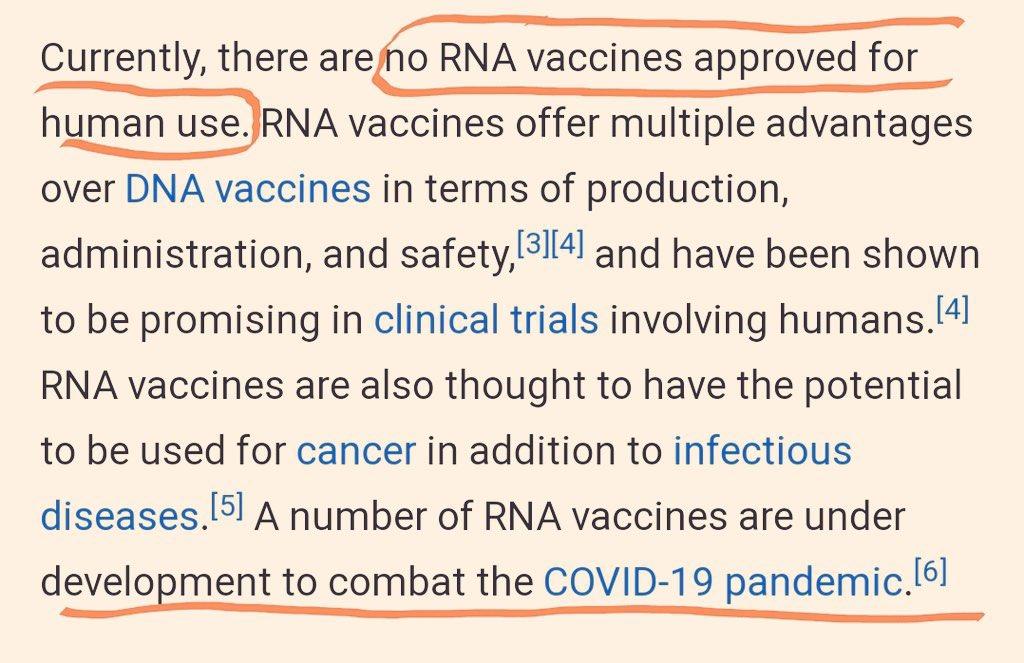 Currently, there are no RNA vaccines approved for
human use. RNA vaccines offer multiple advantages
over DNA vaccines in terms of production,
administration, and safety,[3][4] and have been shown
to be promising in clinical trials involving humans.[4]
RNA vaccines are also thought to have the potential
to be used for cancer in addition to infectious
diseases.[5] A number of RNA vaccines are under
development to combat the COVID-19 pandemic.[6]